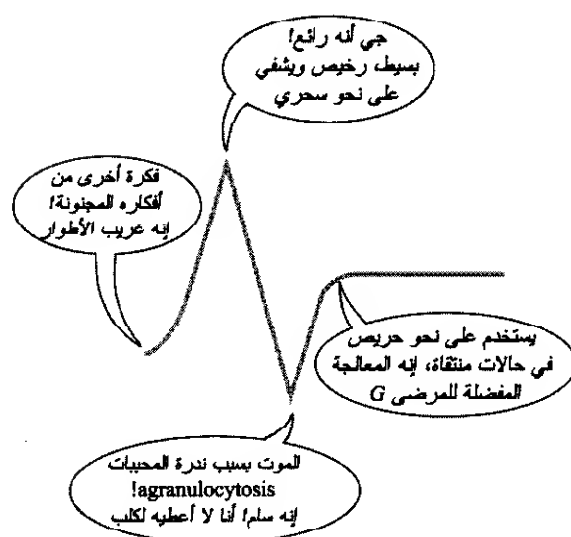 جي أنه رائع!
بسيط، رخيص ويشفي
على نحو سحري
فكرة أخرى من
أفكاره المجنونة!
إنه غريب الأطوار
يستخدم على نحو حريص
في حالات منتقاة، إنه المعالجة
المفضلة للمرضى G
الموت بسبب ندرة المحببات
agranulocytosis!
إنه سام! أنا لا أعطيه لكلب